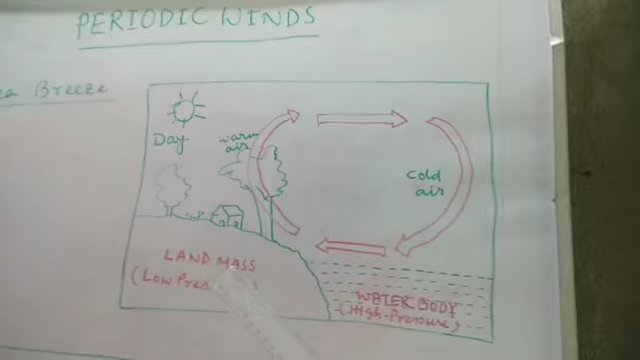 PERIODIC WINDS
Breeze
Day
warm
air
cold
air
LAND MASS
(Low
WATER BODY
(High-Pressure)